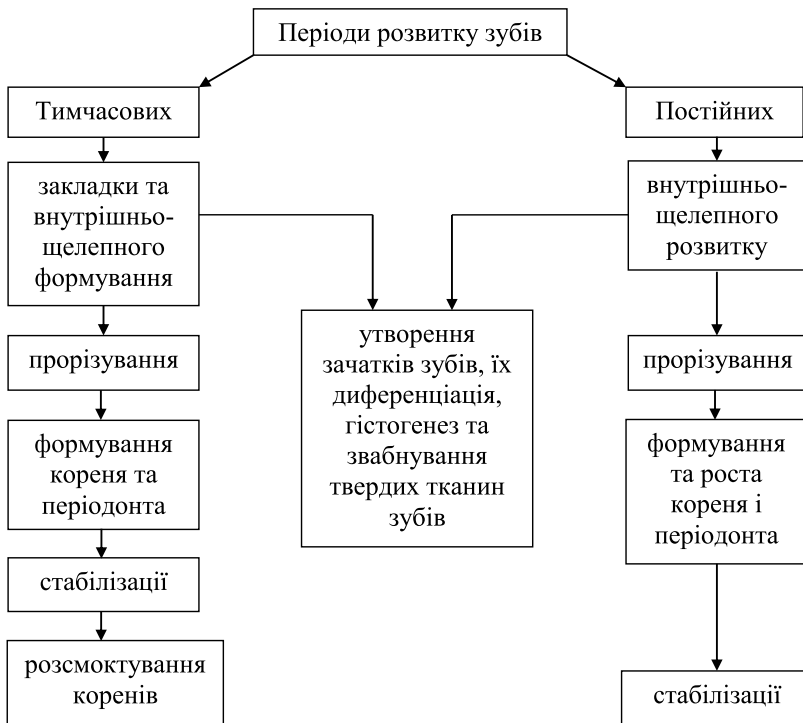 Періоди розвитку зубів
Тимчасових
Постійних
закладки та
внутрішньо-
щелепного
формування
внутрішньо-
щелепного
розвитку
утворення
зачатків зубів, їх
диференціація,
гістогенез та
звабнування
твердих тканин
зубів
прорізування
прорізування
формування
кореня та
періодонта
формування
та роста
кореня і
періодонта
стабілізації
розсмоктування
коренів
стабілізації